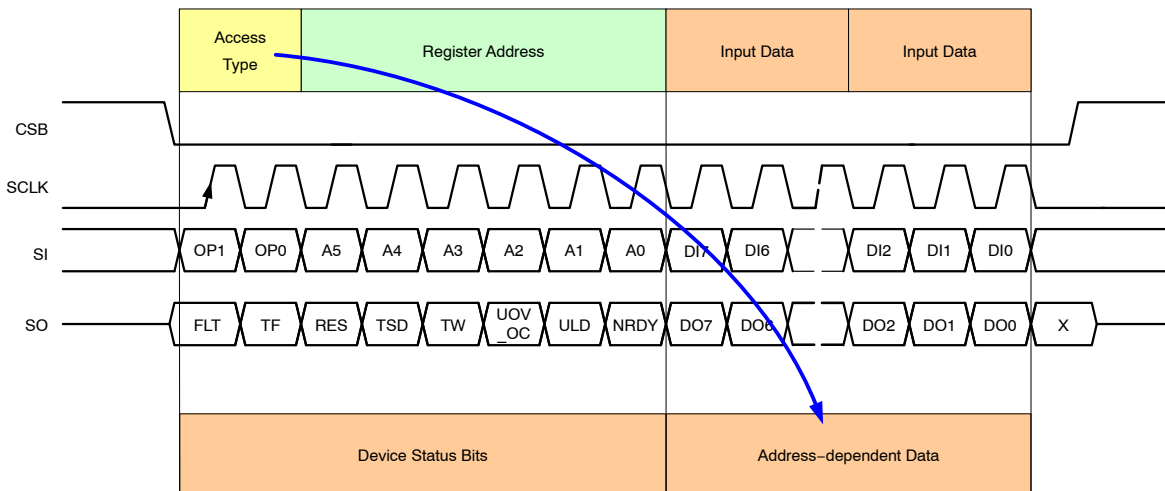 Access
Type
Register Address
Input Data
Input Data
CSB
SCLK
SI
OP1 OP0 A5 A4 A3 A2 A1 A0 DI7 DI6 DI2 DI1 DI0
SO
FLT TF RES TSD TW UOV
_OC ULD NRDY DO7 DO6 DO2 DO1 DO0 X
Device Status Bits
Address−dependent Data